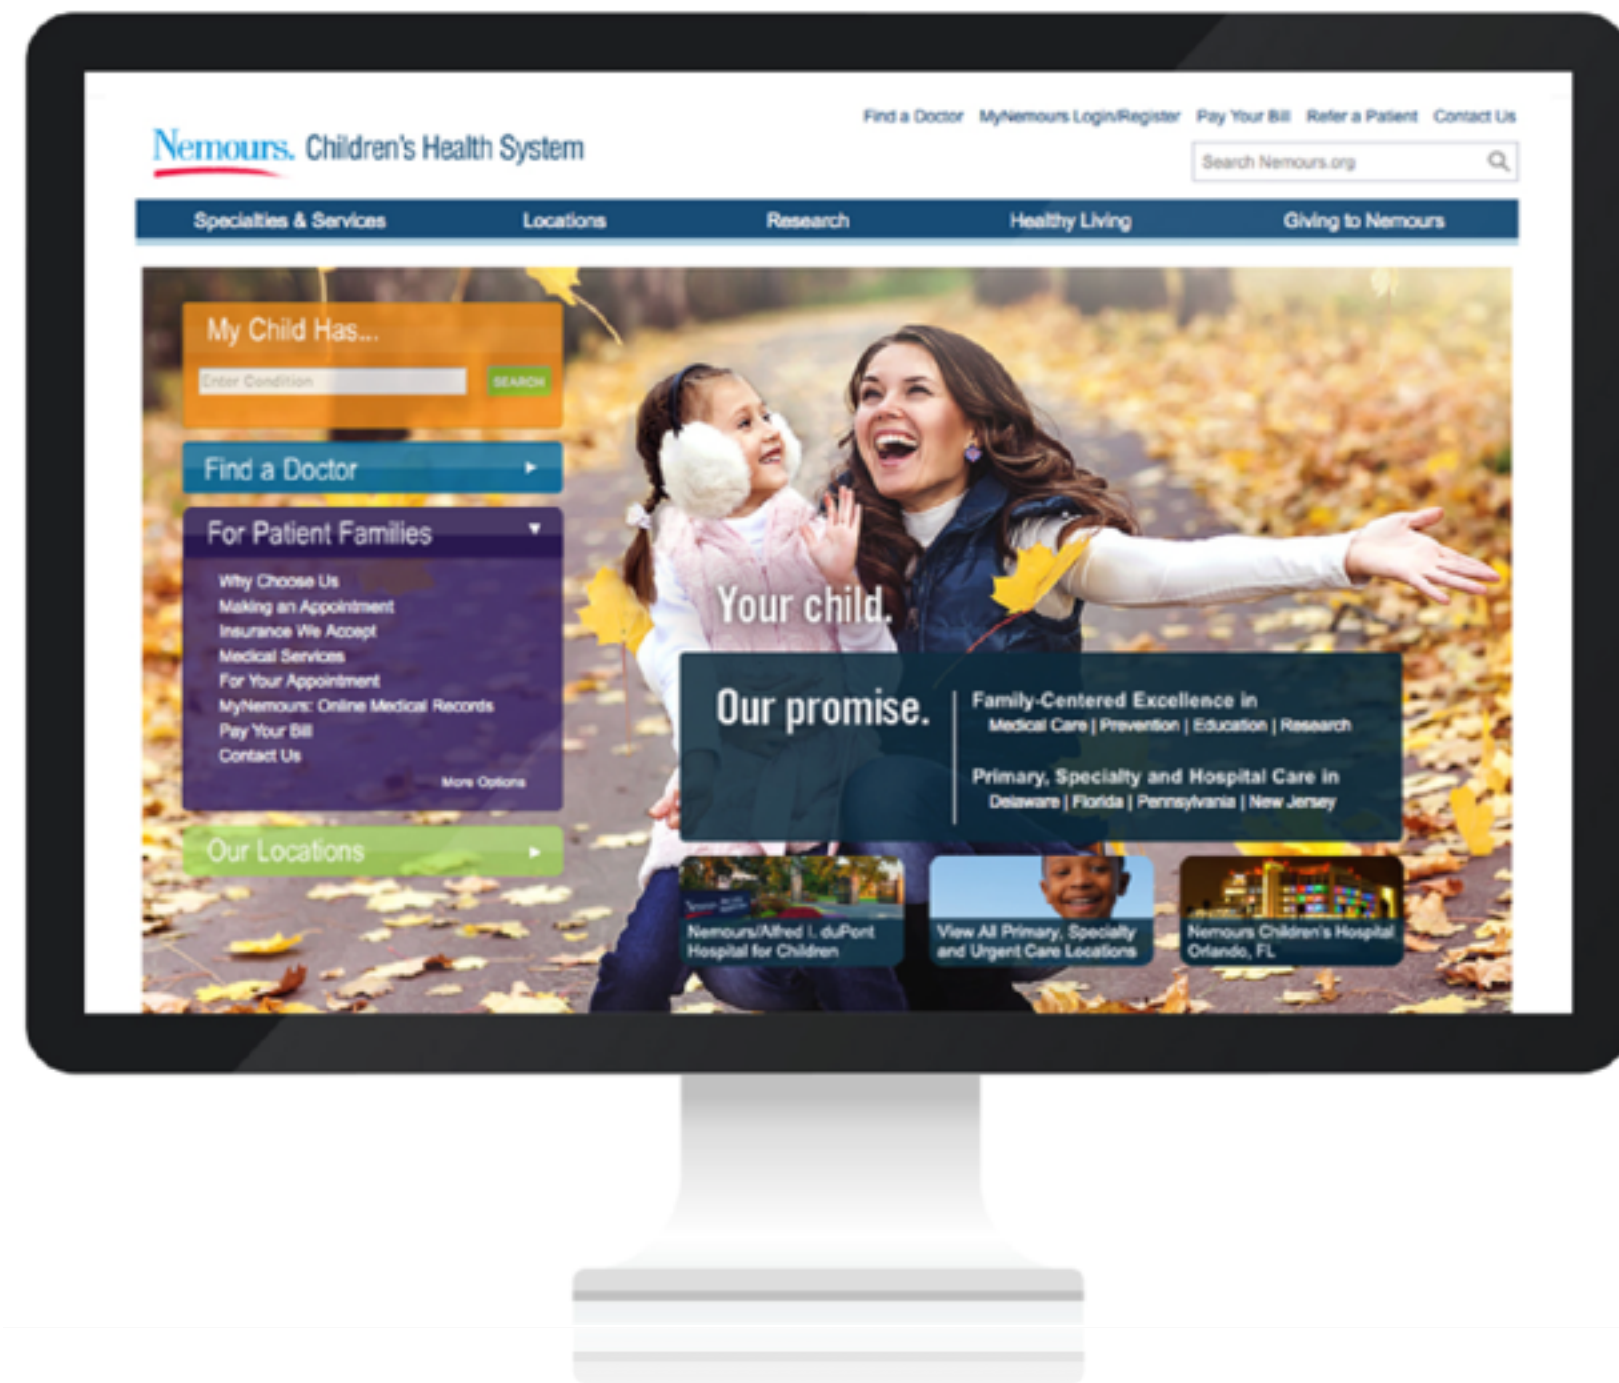 Find a Doctor MyNemours Login/Register Pay Your Bill Refer a Patient Contact Us
Nemours. Children's Health System
Search Nemours.org
Specialties & Services Locations Research Healthy Living Giving to Nemours
My Child Has...
Enter Condition SEARCH
Find a Doctor
For Patient Families
Why Choose Us
Making an Appointment
Insurance We Accept
Medical Services
For Your Appointment
MyNemours: Online Medical Records
Pay Your Bill
Contact Us
More Options
Our Locations
Your child.
Our promise.
Family-Centered Excellence in
Medical Care | Prevention | Education | Research
Primary, Specialty and Hospital Care in
Delaware | Florida | Pennsylvania | New Jersey
Nemours/Alfred I. duPont
Hospital for Children
View All Primary, Specialty
and Urgent Care Locations
Nemours Children's Hospital
Orlando, FL